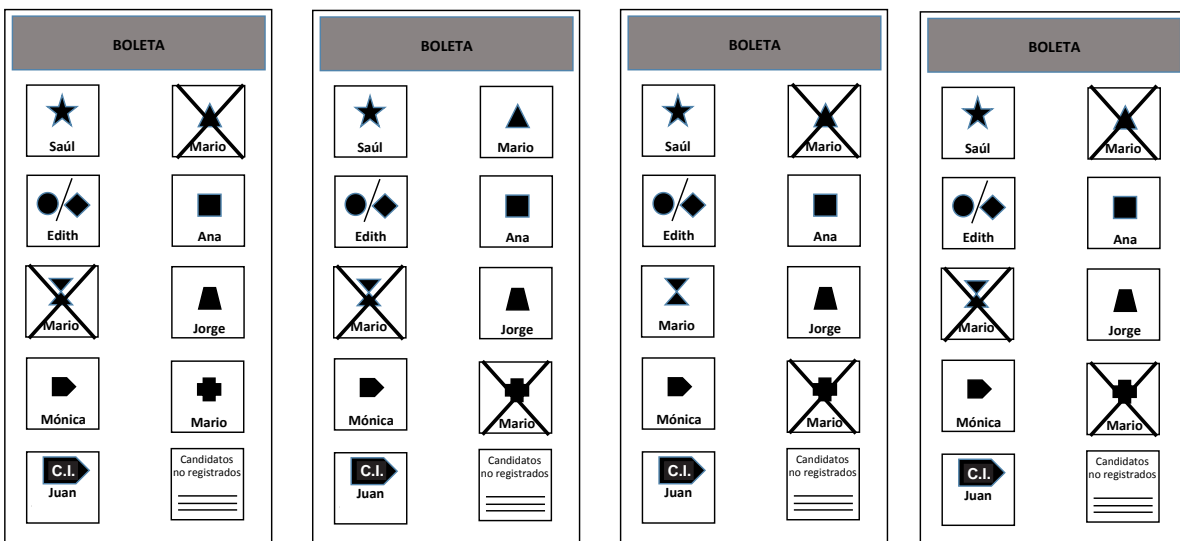 BOLETA
Saúl Mario
Edith Ana
Mario Jorge
Mónica Mario
C.I.
Juan
Candidatos
no registrados
BOLETA
Saúl Mario
Edith Ana
Mario Jorge
Mónica Mario
C.I.
Juan
Candidatos
no registrados
BOLETA
Saúl Mario
Edith Ana
Mario Jorge
Mónica Mario
C.I.
Juan
Candidatos
no registrados
BOLETA
Saúl Mario
Edith Ana
Mario Jorge
Mónica Mario
C.I.
Juan
Candidatos
no registrados